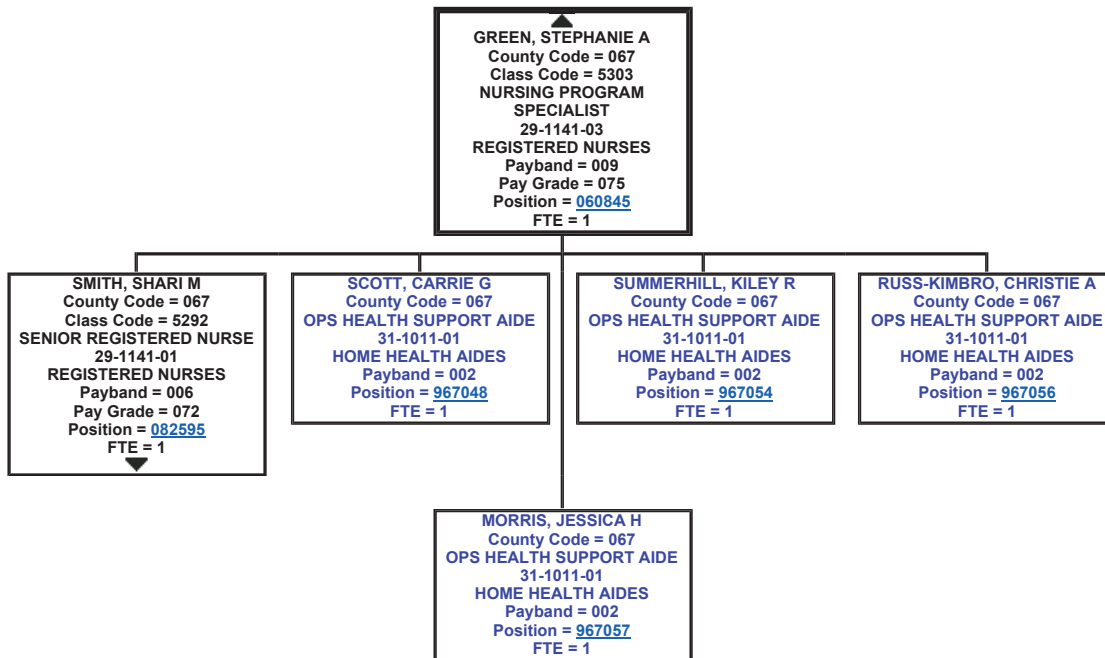 GREEN, STEPHANIE A
County Code = 067
Class Code = 5303
NURSING PROGRAM
SPECIALIST
29-1141-03
REGISTERED NURSES
Payband = 009
Pay Grade = 075
Position = 060845
FTE = 1
SMITH, SHARI M
County Code = 067
Class Code = 5292
SENIOR REGISTERED NURSE
29-1141-01
REGISTERED NURSES
Payband = 006
Pay Grade = 072
Position = 082595
FTE = 1
SCOTT, CARRIE G
County Code = 067
OPS HEALTH SUPPORT AIDE
31-1011-01
HOME HEALTH AIDES
Payband = 002
Position = 967048
FTE = 1
SUMMERHILL, KILEY R
County Code = 067
OPS HEALTH SUPPORT AIDE
31-1011-01
HOME HEALTH AIDES
Payband = 002
Position = 967054
FTE = 1
RUSS-KIMBRO, CHRISTIE A
County Code = 067
OPS HEALTH SUPPORT AIDE
31-1011-01
HOME HEALTH AIDES
Payband = 002
Position = 967056
FTE = 1
MORRIS, JESSICA H
County Code = 067
OPS HEALTH SUPPORT AIDE
31-1011-01
HOME HEALTH AIDES
Payband = 002
Position = 967057
FTE = 1